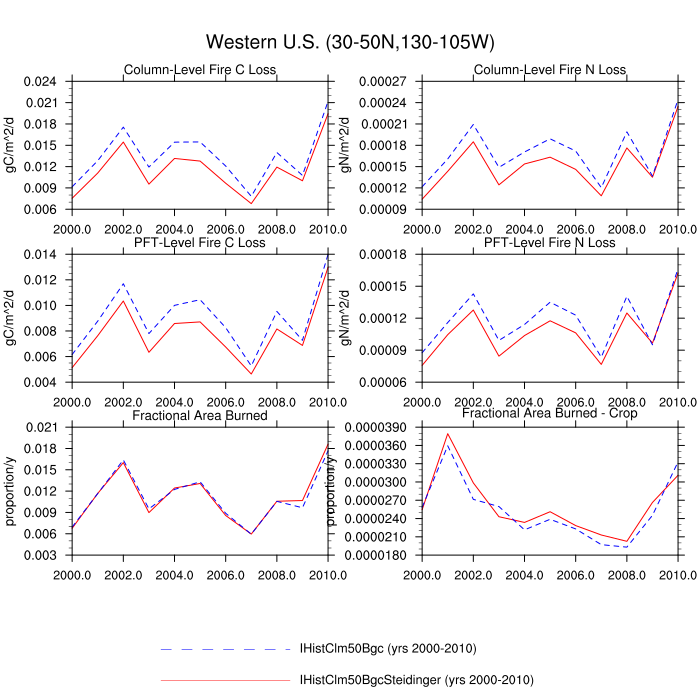 Western U.S. (30-50N,130-105W)
Column-Level Fire C Loss
Column-Level Fire N Loss
0.024
0.021
0.018
0.015
0.012
0.009
0.006
gC/m^2/d
2000.0 2002.0 2004.0 2006.0 2008.0 2010.0
0.00027
0.00024
0.00021
0.00018
0.00015
0.00012
0.00009
gN/m^2/d
2000.0 2002.0 2004.0 2006.0 2008.0 2010.0
PFT-Level Fire C Loss
PFT-Level Fire N Loss
0.014
0.012
0.010
0.008
0.006
0.004
gC/m^2/d
2000.0 2002.0 2004.0 2006.0 2008.0 2010.0
0.00018
0.00015
0.00012
0.00009
0.00006
gN/m^2/d
2000.0 2002.0 2004.0 2006.0 2008.0 2010.0
Fractional Area Burned
Fractional Area Burned - Crop
0.021
0.018
0.015
0.012
0.009
0.006
0.003
proportion/y
2000.0 2002.0 2004.0 2006.0 2008.0 2010.0
0.0000390
0.0000360
0.0000330
0.0000300
0.0000270
0.0000240
0.0000210
0.0000180
proportion/y
2000.0 2002.0 2004.0 2006.0 2008.0 2010.0
IHistClm50Bgc (yrs 2000-2010)
IHistClm50BgcSteidinger (yrs 2000-2010)